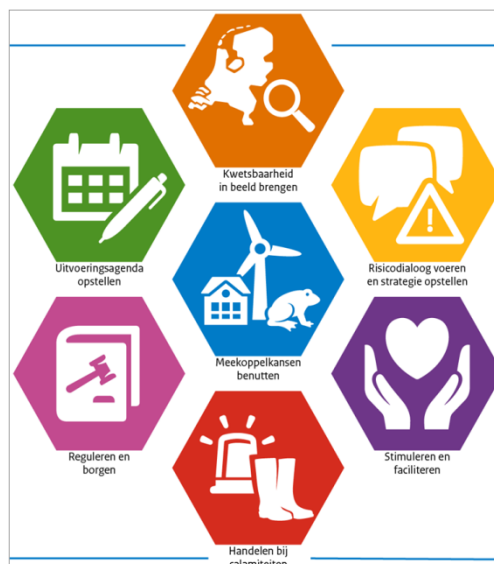 Kwetsbaarheid
in beeld brengen
Uitvoeringsagenda
opstellen
Risicodialoog voeren
en strategie opstellen
Meekoppelkansen
benutten
Reguleren en
borgen
Stimuleren en
faciliteren
Handelen bij
calamiteiten